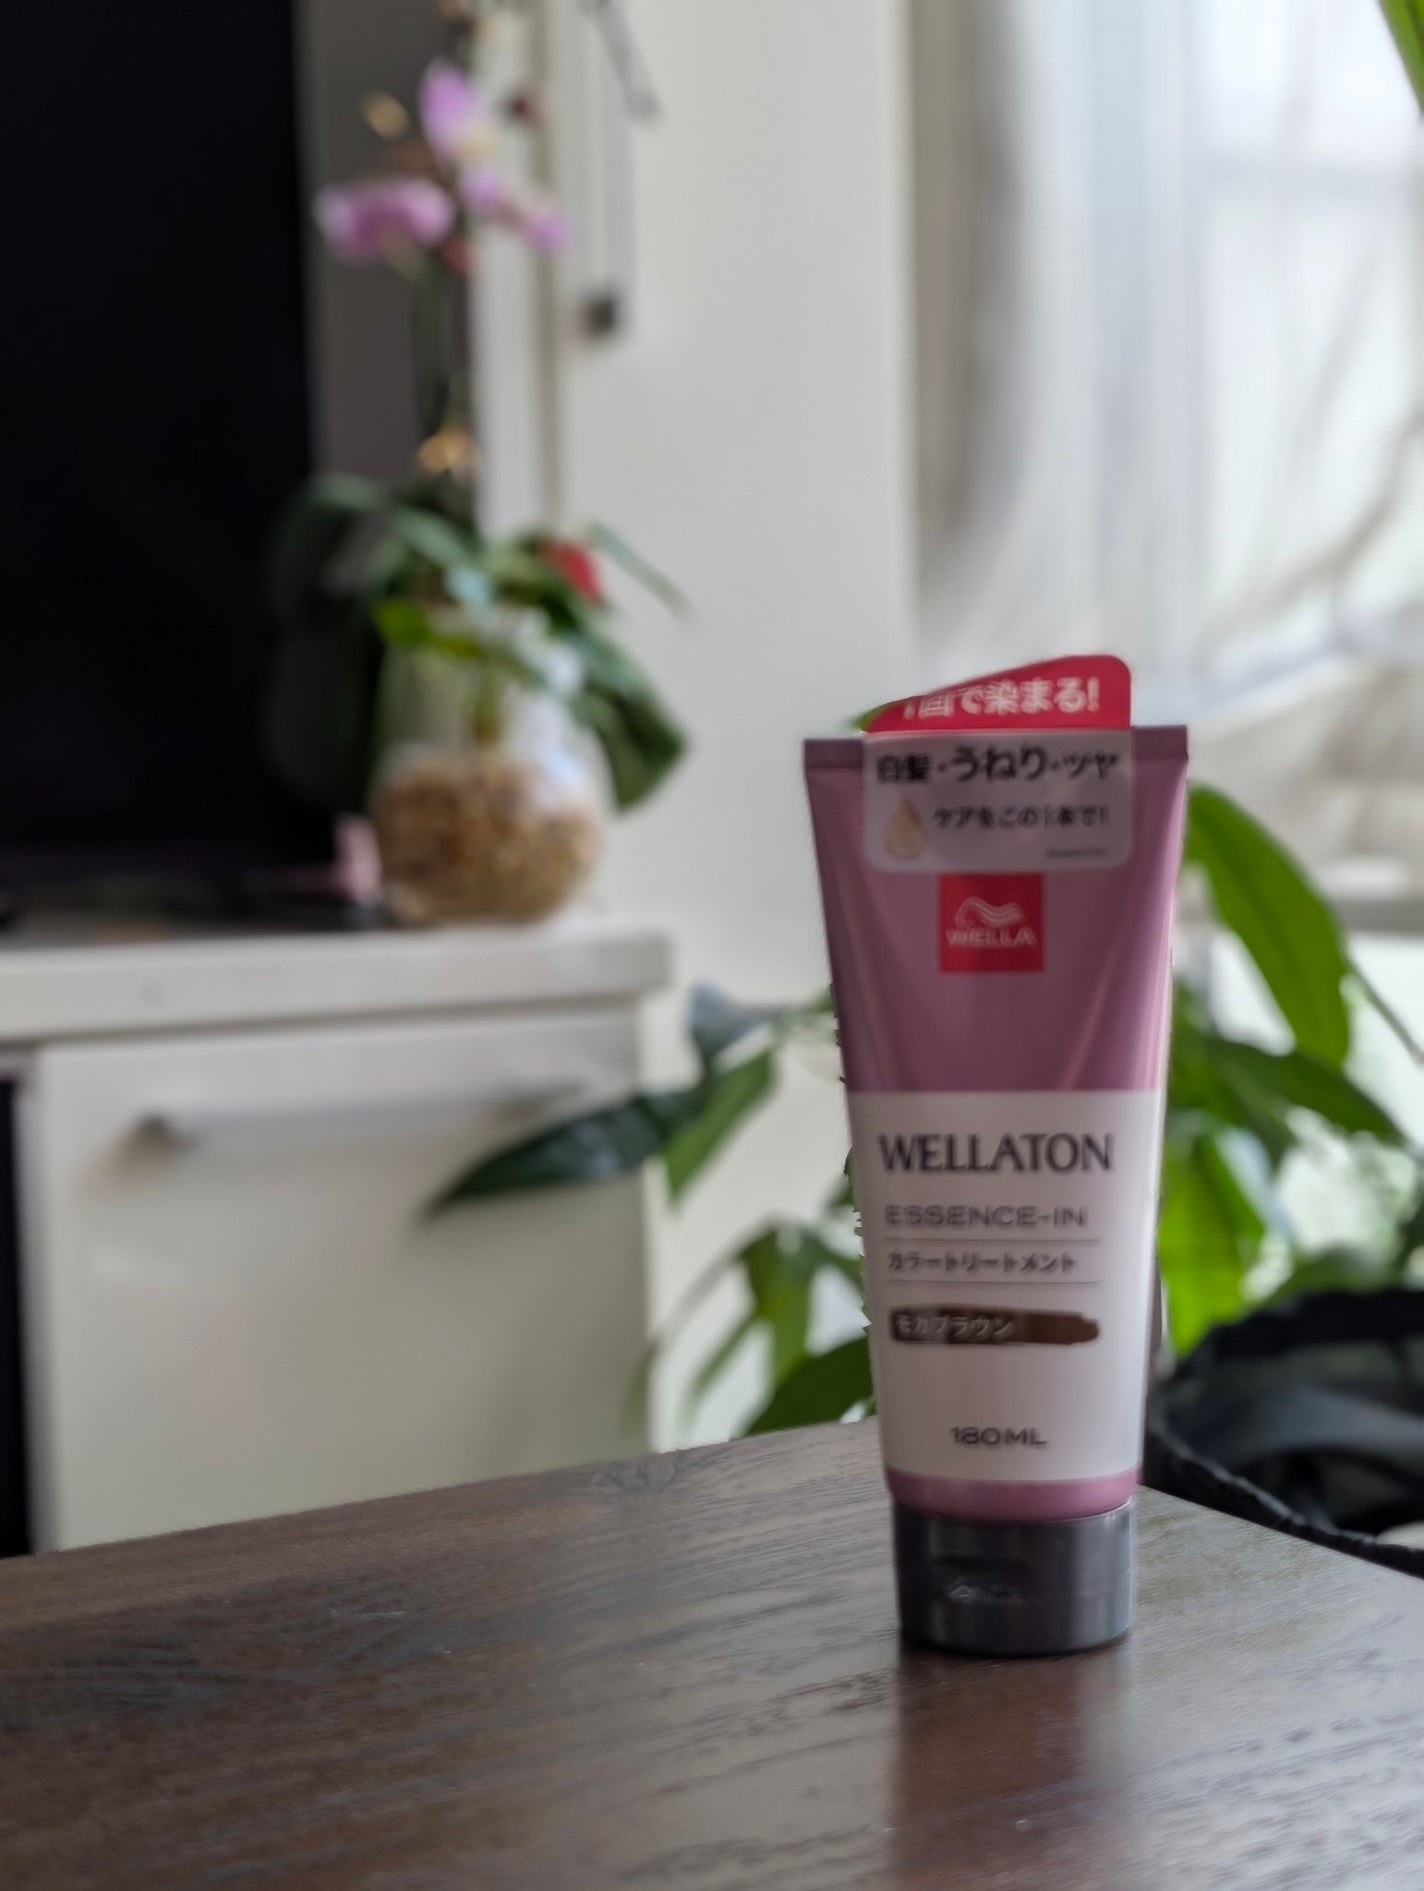 1回で染まる!
白髪・うねり・ツヤ
ケアをこの1本で!
WELLA
WELLATON
ESSENCE-IN
カラートリートメント
モカブラウン
180ML